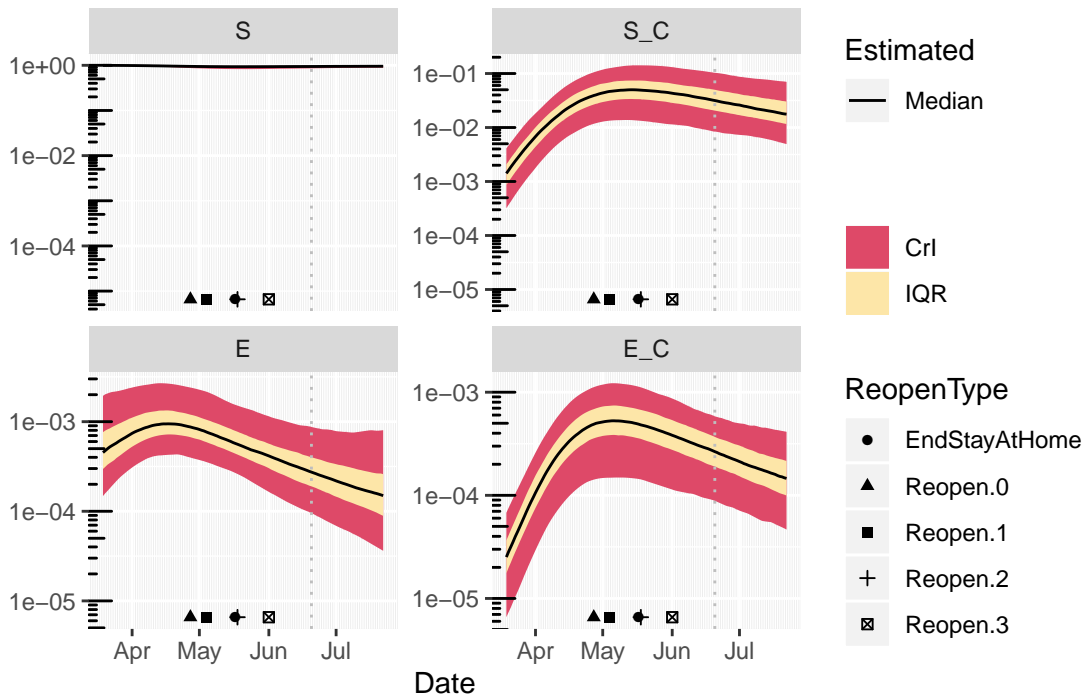 S
S_C
1e+00
1e−02
1e−04
1e−01
1e−02
1e−03
1e−04
1e−05
E
E_C
1e−03
1e−04
1e−05
1e−03
1e−04
1e−05
Apr
May
Jun
Jul
Apr
May
Jun
Jul
Date
Estimated
Median
CrI
IQR
ReopenType
EndStayAtHome
Reopen.0
Reopen.1
Reopen.2
Reopen.3